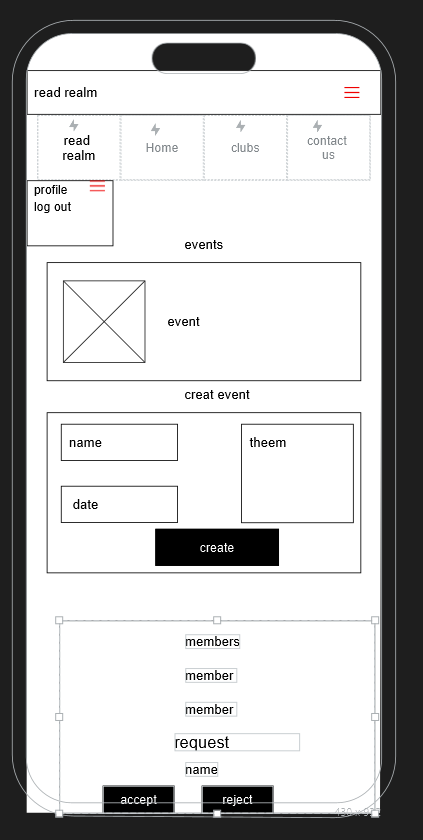 read realm
read
realm
Home
clubs
contact
us
profile
log out
events
event
creat event
name
theem
date
create
members
member
member
request
name
accept
reject